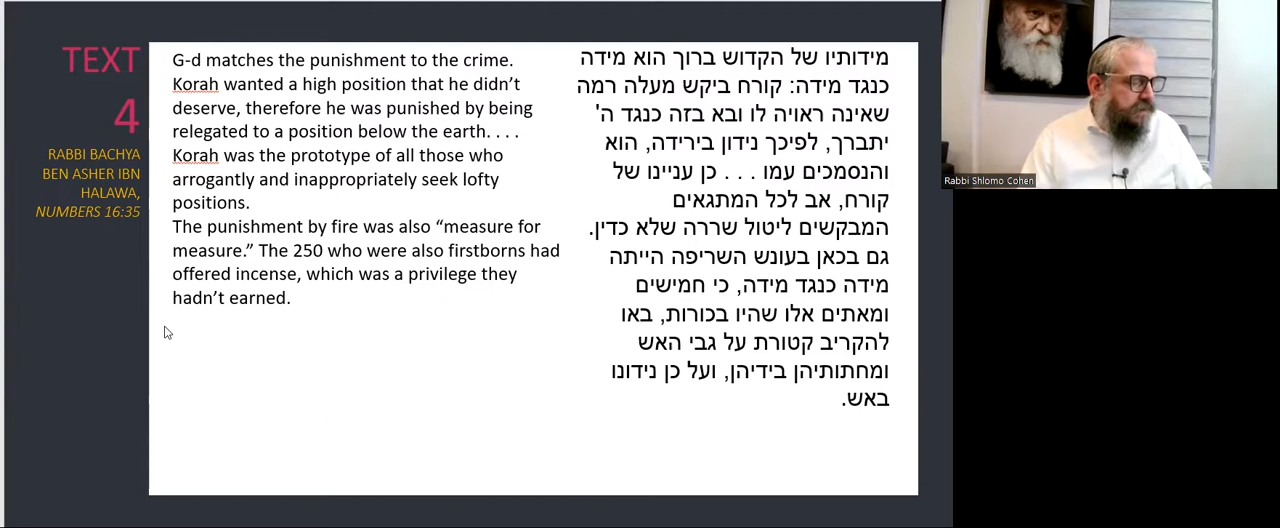 TEXT
4
RABBI BACHYA
BEN ASHER IBN
HALAWA,
NUMBERS 16:35
G-d matches the punishment to the crime.
Korah wanted a high position that he didn’t
deserve, therefore he was punished by being
relegated to a position below the earth. . . .
Korah was the prototype of all those who
arrogantly and inappropriately seek lofty
positions.
The punishment by fire was also “measure for
measure.” The 250 who were also firstborns had
offered incense, which was a privilege they
hadn’t earned.
מידותיו של הקדוש ברוך הוא מידה
כנגד מידה: קורח ביקש מעלה רמה
שאינה ראויה לו ובא בזה כנגד ה'
יתברך, לפיכך נידון בירידה, הוא
והנסמכים עמו . . . כן עניינו של
קורח, אב לכל המתגאים
המבקשים ליטול שררה שלא כדין.
גם בכאן בעונש השריפה הייתה
מידה כנגד מידה, כי חמישים
ומאתים אלו שהיו בכורות, באו
להקריב קטורת על גבי האש
ומחתותיהן בידיהן, ועל כן נידונו
באש.
Rabbi Shlomo Cohen